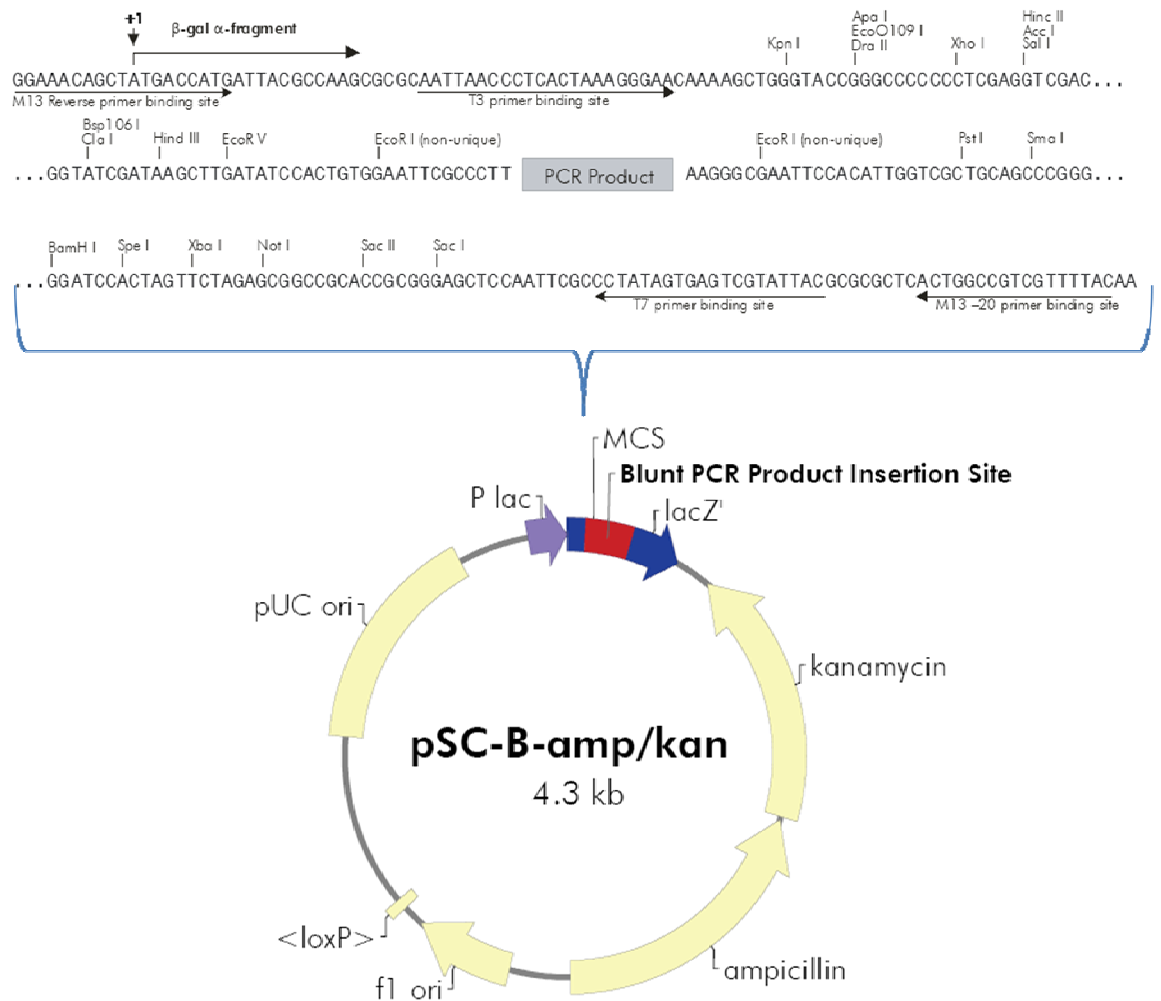 +1
β-gal α-fragment
Apa I
EcoO109 I
Kpn I Dra II Xho I
Hinc II
Acc I
Sal I
GGAAACAGCTATGACCATGATTACGCCAAGCGCGCAATTAACCCTCACTAAAGGGAACAAAAGCTGGGTACCGGGCCCCCCCTCGAGGTCGAC...
M13 Reverse primer binding site T3 primer binding site
Bsp106 I
Cla I Hind III EcoR V EcoR I (non-unique) EcoR I (non-unique) Pst I Sma I
...GGTATCGATAAGCTTGATATCCACTGTGGAATTCGCCCTT PCR Product AAGGGCGAATTCCACATTGGTCGCTGCAGCCCGGG...
BamH I Spe I Xba I Not I Sac II Sac I
...GGATCCACTAGTTCTAGAGCGGCCGCACCGCGGGAGCTCCAATTCGCCCTATAGTGAGTCGTATTACGCGCGCTCACTGGCCGTCGTTTTACAA
T7 primer binding site M13 –20 primer binding site
MCS
Blunt PCR Product Insertion Site
P lac
lacZ'
pUC ori
kanamycin
pSC-B-amp/kan
4.3 kb
<loxP>
ampicillin
f1 ori